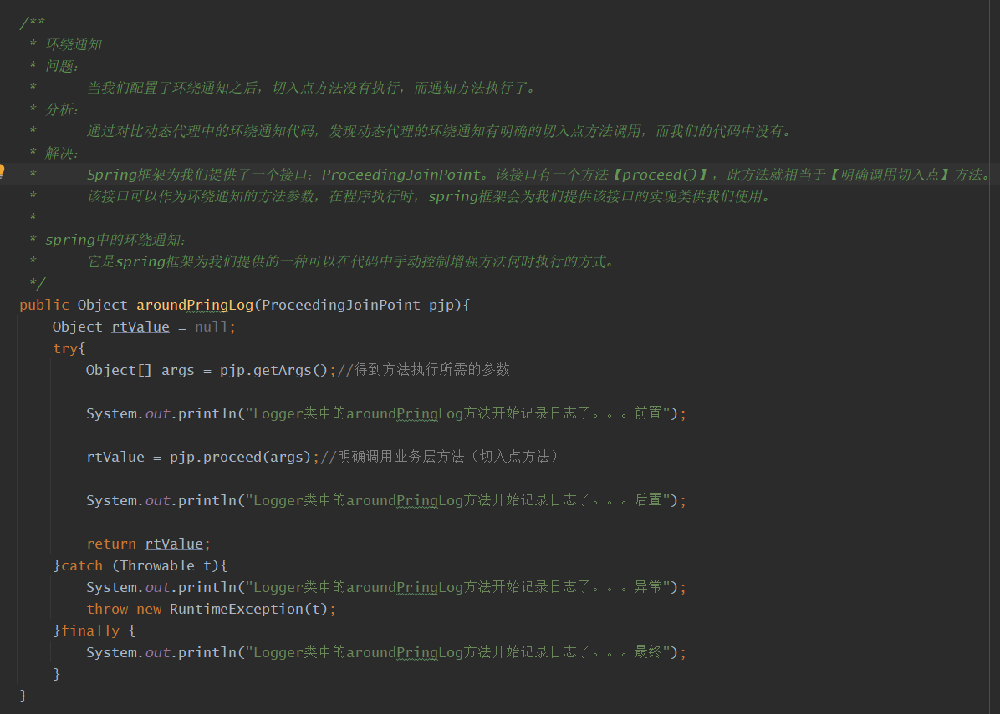 /**
 * 环绕通知
 * 问题：
 *      当我们配置了环绕通知之后，切入点方法没有执行，而通知方法执行了。
 * 分析：
 *      通过对比动态代理中的环绕通知代码，发现动态代理的环绕通知有明确的切入点方法调用，而我们的代码中没有。
 * 解决：
 *      Spring框架为我们提供了一个接口：ProceedingJoinPoint。该接口有一个方法【proceed()】，此方法就相当于【明确调用切入点】方法。
 *      该接口可以作为环绕通知的方法参数，在程序执行时，spring框架会为我们提供该接口的实现类供我们使用。
 *
 * spring中的环绕通知：
 *      它是spring框架为我们提供的一种可以在代码中手动控制增强方法何时执行的方式。
 */
public Object aroundPringLog(ProceedingJoinPoint pjp){
    Object rtValue = null;
    try{
        Object[] args = pjp.getArgs();//得到方法执行所需的参数
        System.out.println("Logger类中的aroundPringLog方法开始记录日志了。。。前置");
        rtValue = pjp.proceed(args);//明确调用业务层方法（切入点方法）
        System.out.println("Logger类中的aroundPringLog方法开始记录日志了。。。后置");
        return rtValue;
    }catch (Throwable t){
        System.out.println("Logger类中的aroundPringLog方法开始记录日志了。。。异常");
        throw new RuntimeException(t);
    }finally {
        System.out.println("Logger类中的aroundPringLog方法开始记录日志了。。。最终");
    }
}